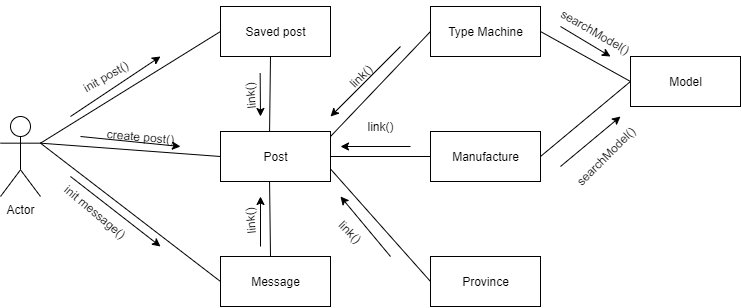 Saved post
Type Machine
searchModel()
init post()
link()
link()
Model
create post()
link()
Post
Manufacture
searchModel()
Actor
init message()
link()
link()
Message
Province